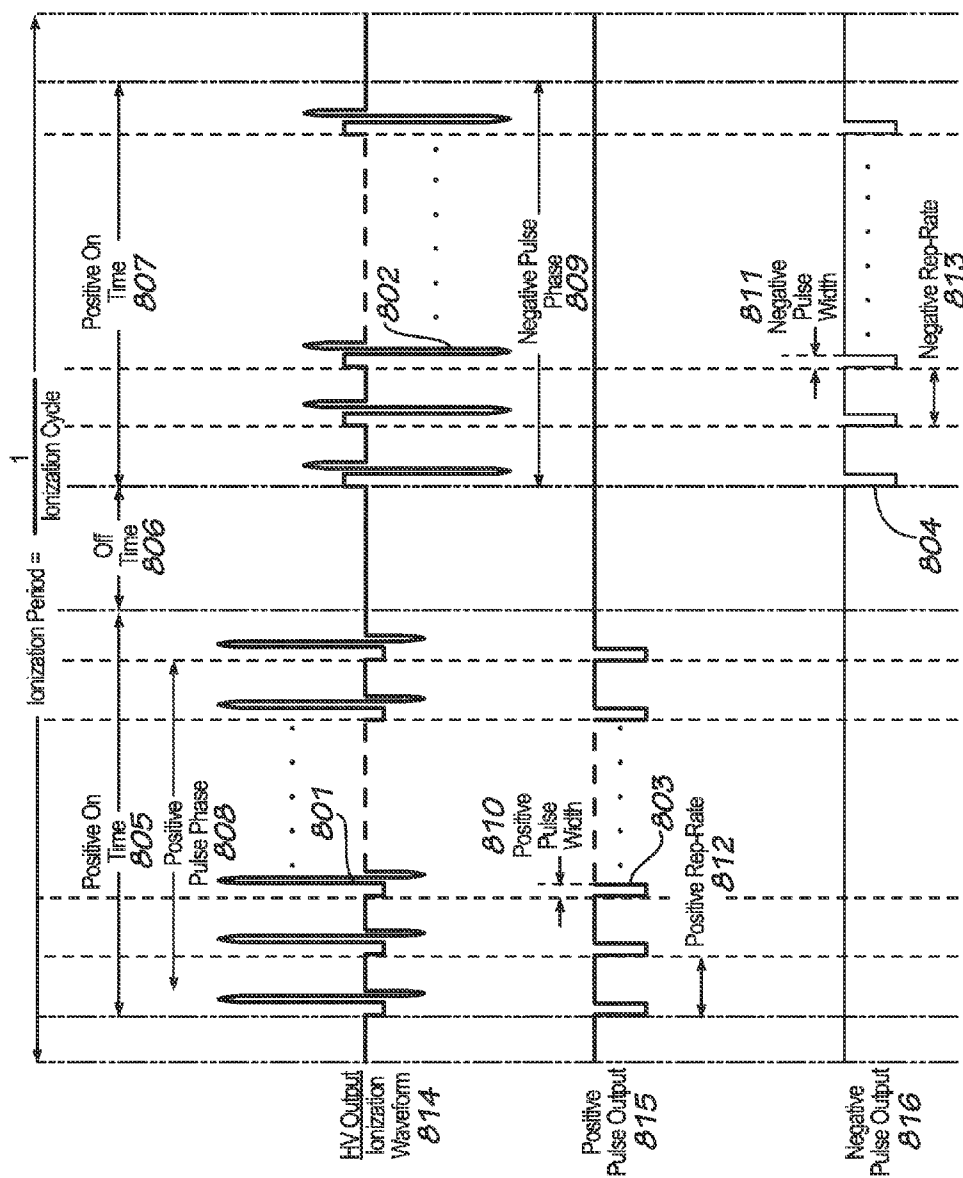 Ionization Period =
1
Ionization Cycle
Positive On
Time
805
Off
Time
806
Positive On
Time
807
Positive
Pulse Phase
808
801
802
Negative Pulse
Phase
809
HV Output
Ionization
Waveform
814
810
Positive
Pulse
Width
803
Positive Rep-Rate
812
Positive
Pulse Output
815
811
Negative
Pulse
Width
804
Negative Rep-Rate
813
Negative
Pulse Output
816